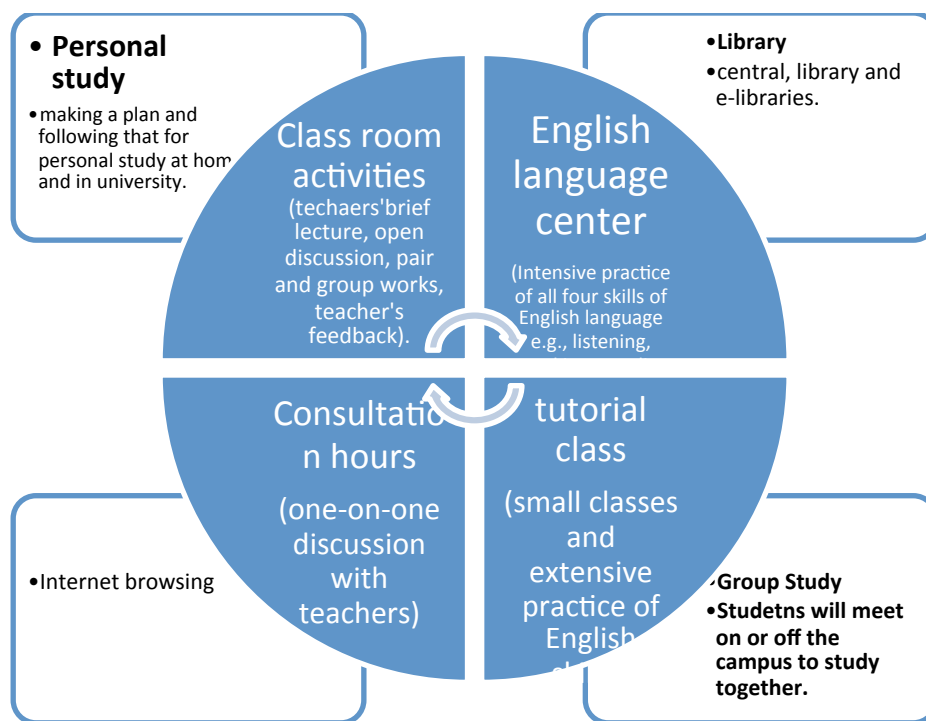 • Personal
study
•making a plan and
following that for
personal study at hom
and in university.
Class room
activities
(techaers'brief
lecture, open
discussion, pair
and group works,
teacher's
feedback).
English
language
center
(Intensive practice
of all four skills of
English language
e.g., listening,
•Library
•central, library and
e-libraries.
•Internet browsing
Consultatio
n hours
(one-on-one
discussion
with
teachers)
tutorial
class
(small classes
and
extensive
practice of
English
•Group Study
•Studetns will meet
on or off the
campus to study
together.